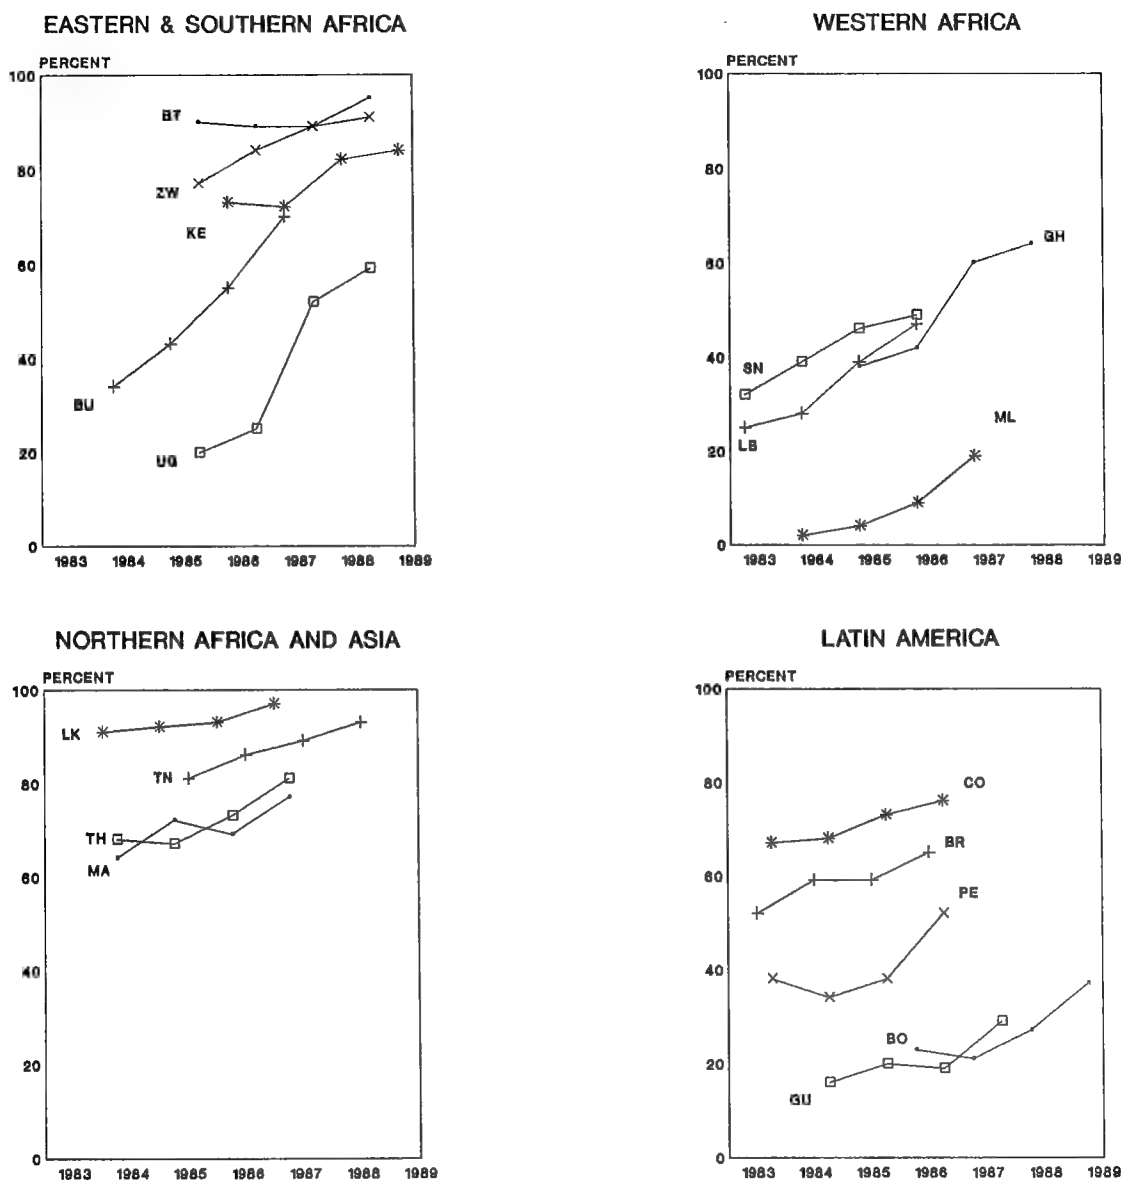 EASTERN & SOUTHERN AFRICA
PERCENT
100
80
60
40
20
0
BT
ZW
KE
BU
UG
1983 1984 1985 1986 1987 1988 1989
WESTERN AFRICA
PERCENT
100
80
60
40
20
0
GH
SN
LB
ML
1983 1984 1985 1986 1987 1988 1989
NORTHERN AFRICA AND ASIA
PERCENT
100
80
60
40
20
0
LK
TN
TH
MA
1983 1984 1985 1986 1987 1988 1989
LATIN AMERICA
PERCENT
100
80
60
40
20
0
CO
BR
PE
BO
GU
1983 1984 1985 1986 1987 1988 1989